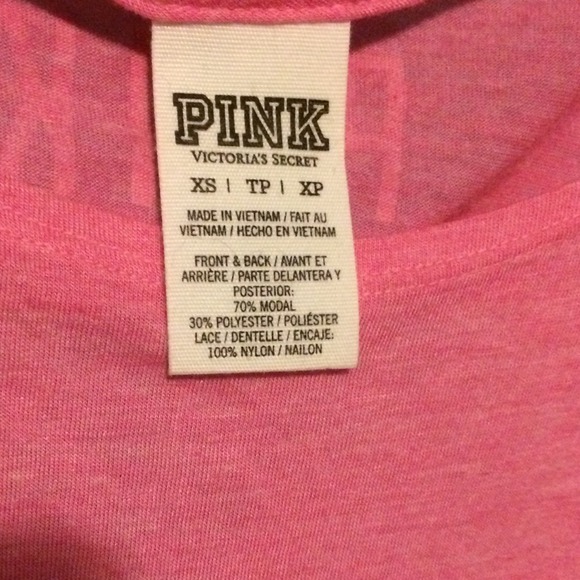 PINK
VICTORIA'S SECRET
XS | TP | XP
MADE IN VIETNAM / FAIT AU
VIETNAM / HECHO EN VIETNAM
FRONT & BACK / AVANT ET
ARRIÈRE / PARTE DELANTERA Y
POSTERIOR:
70% MODAL
30% POLYESTER / POLIÉSTER
LACE / DENTELLE / ENCAJE:
100% NYLON / NAILON